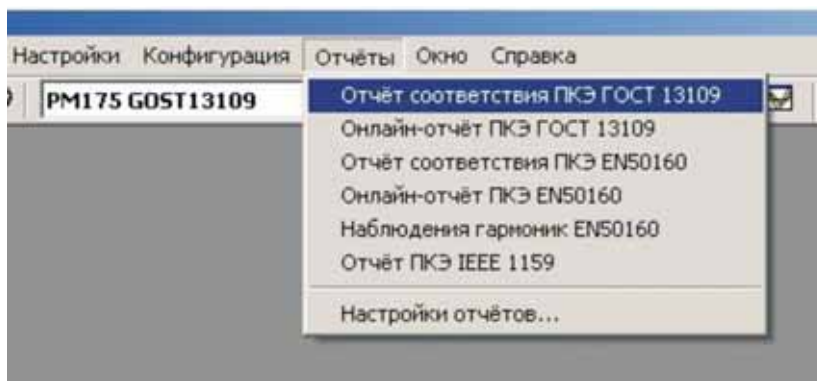 Настройки Конфигурация Отчёты Окно Справка
PM175 GOST13109
Отчёт соответствия ПКЭ ГОСТ 13109
Онлайн-отчёт ПКЭ ГОСТ 13109
Отчёт соответствия ПКЭ EN50160
Онлайн-отчёт ПКЭ EN50160
Наблюдения гармоник EN50160
Отчёт ПКЭ IEEE 1159
Настройки отчётов...